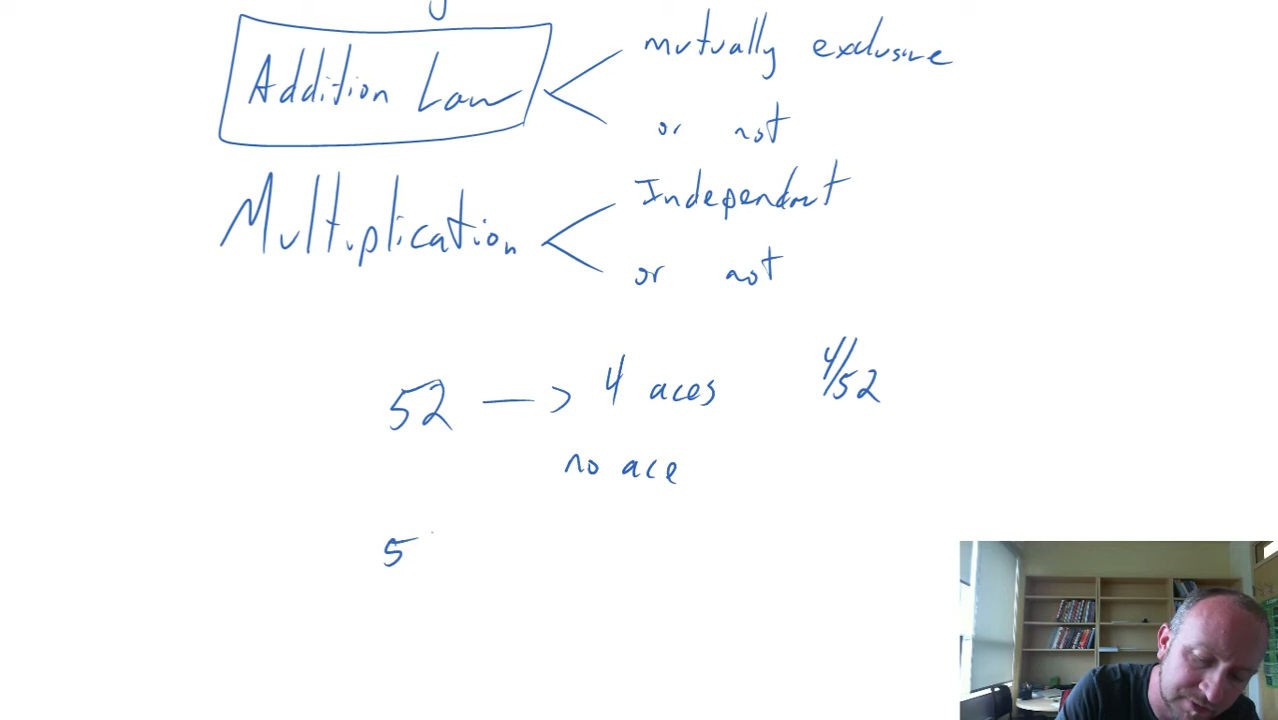 Addition Law
mutually exclusive
or not
Multiplication
Independent
or not
52 —> 4 aces 4/52
no ace
5